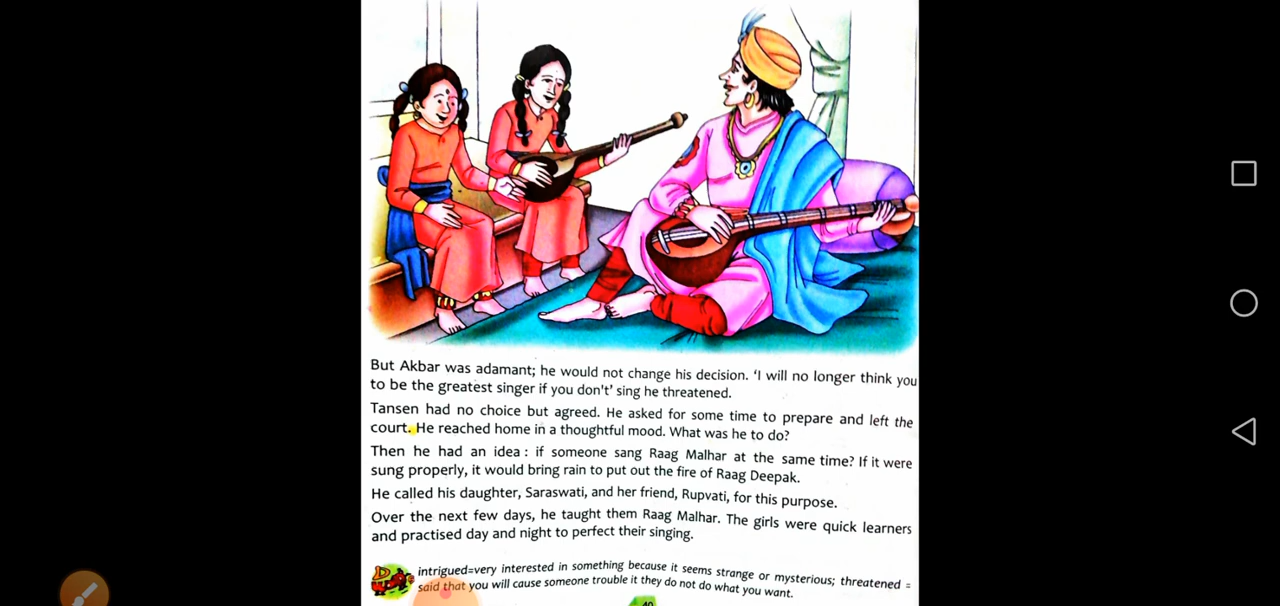 But Akbar was adamant; he would not change his decision. 'I will no longer think you
to be the greatest singer if you don't' sing he threatened.
Tansen had no choice but agreed. He asked for some time to prepare and left the
court. He reached home in a thoughtful mood. What was he to do?
Then he had an idea : if someone sang Raag Malhar at the same time? If it were
sung properly, it would bring rain to put out the fire of Raag Deepak.
He called his daughter, Saraswati, and her friend, Rupvati, for this purpose.
Over the next few days, he taught them Raag Malhar. The girls were quick learners
and practised day and night to perfect their singing.
intrigued=very interested in something because it seems strange or mysterious; threatened =
said that you will cause someone trouble it they do not do what you want.
40